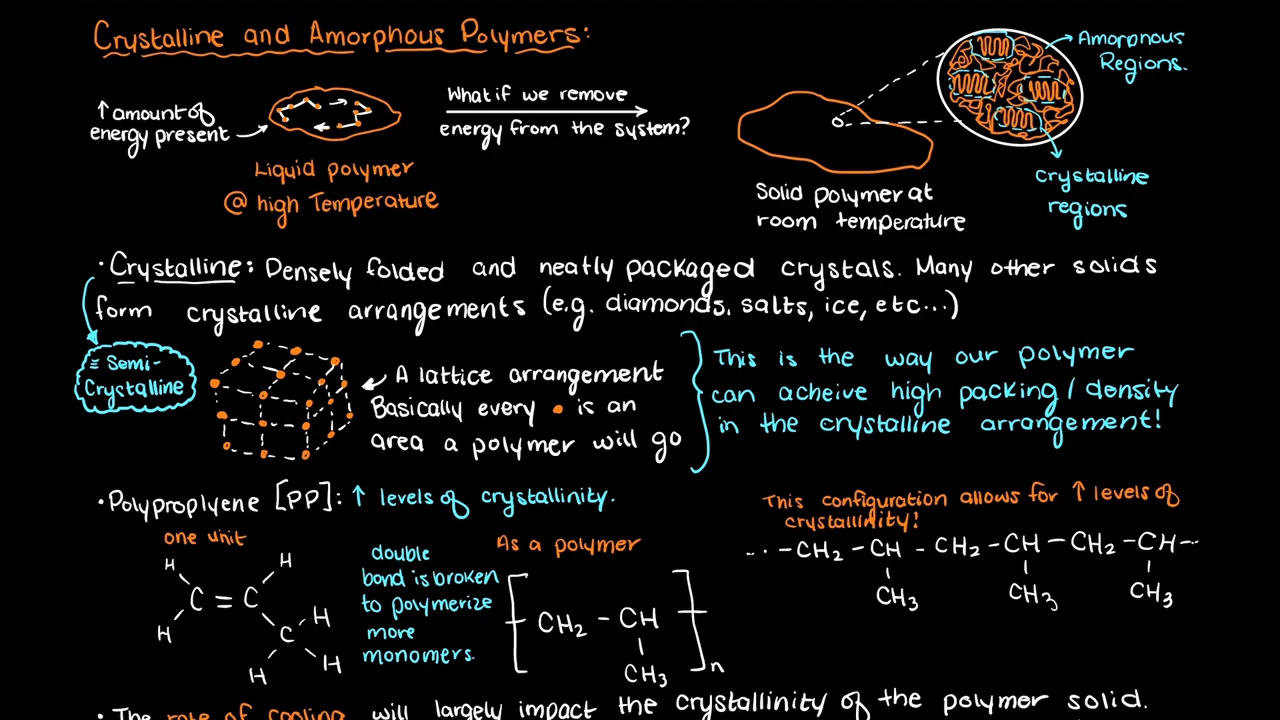 Crystalline and Amorphous Polymers:
↑ amount of
energy present
Liquid polymer
@ high Temperature
What if we remove
energy from the system?
Solid polymer at
room temperature
Amorphous
Regions.
crystalline
regions
• Crystalline: Densely folded and neatly packaged crystals. Many other solids
form crystalline arrangements (e.g. diamonds, salts, ice, etc...)
= Semi-
Crystalline
A lattice arrangement
Basically every • is an
area a polymer will go
This is the way our polymer
can acheive high packing/density
in the crystalline arrangement!
• Polyproplyene [PP]: ↑ levels of crystallinity.
one unit
H
H
C = C
H
H
C
H
H
H
double
bond is broken
to polymerize
more
monomers.
As a polymer
[CH₂ - CH]n
CH₃
This configuration allows for ↑ levels of
crystallinity!
... - CH₂ - CH - CH₂ - CH - CH₂ - CH - ...
CH₃ CH₃ CH₃
• The rate of cooling will largely impact the crystallinity of the polymer solid.